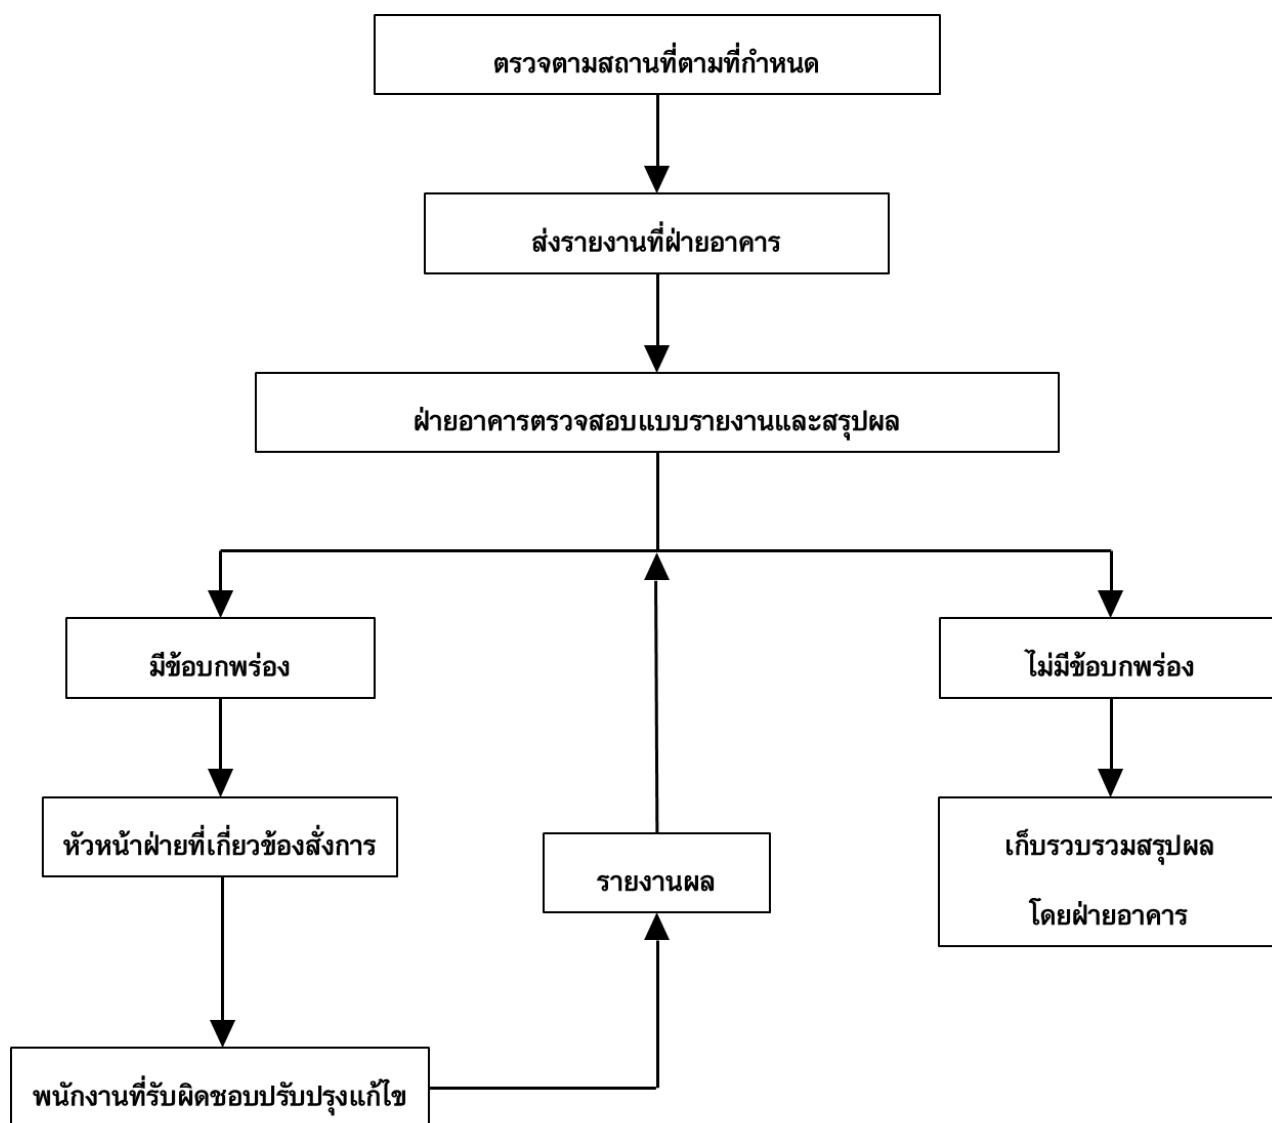 ตรวจตามสถานที่ตามที่กำหนด
ส่งรายงานที่ฝ่ายอาคาร
ฝ่ายอาคารตรวจสอบแบบรายงานและสรุปผล
มีข้อบกพร่อง
ไม่มีข้อบกพร่อง
หัวหน้าฝ่ายที่เกี่ยวข้องสั่งการ
รายงานผล
เก็บรวบรวมสรุปผล
โดยฝ่ายอาคาร
พนักงานที่รับผิดชอบปรับปรุงแก้ไข